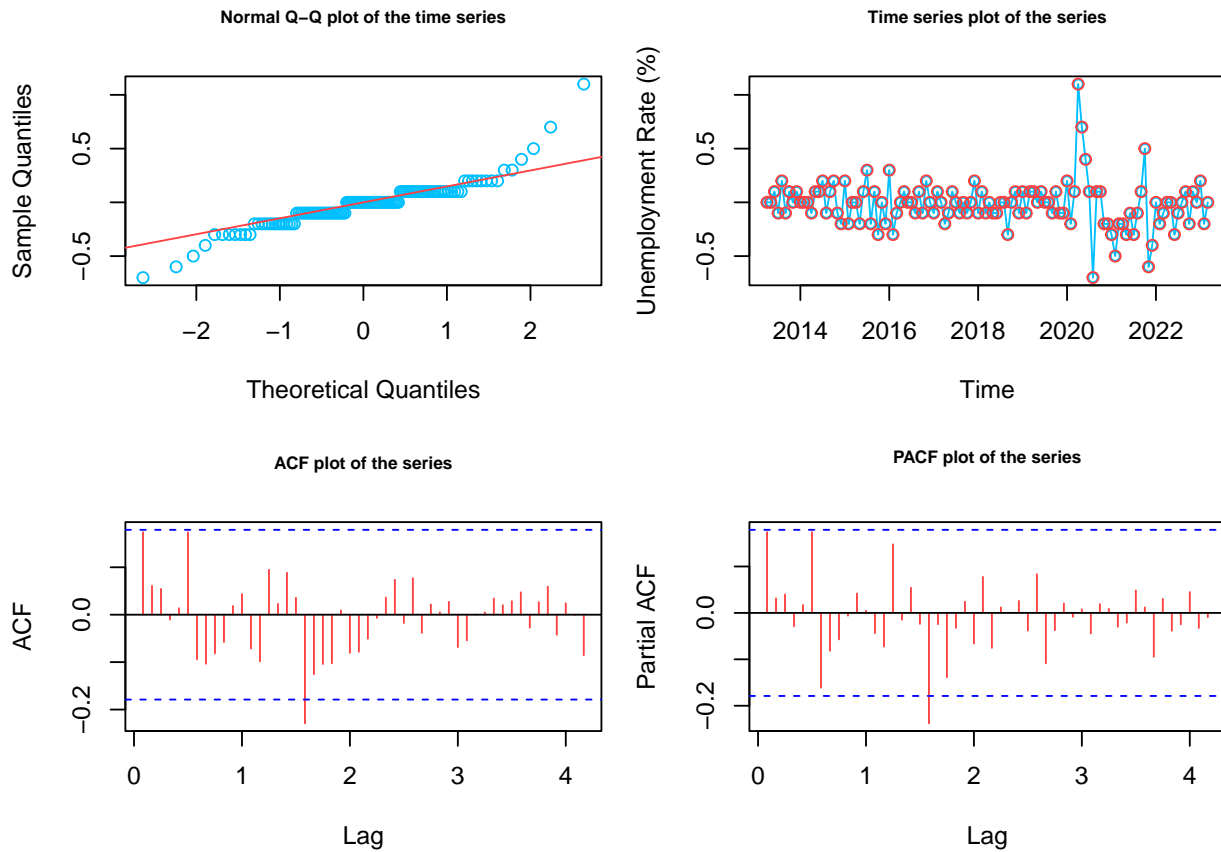 Normal Q−Q plot of the time series
Sample Quantiles
0.5
−0.5
−2
−1
0
1
2
Theoretical Quantiles
Time series plot of the series
Unemployment Rate (%)
0.5
−0.5
2014
2016
2018
2020
2022
Time
ACF plot of the series
ACF
0.0
−0.2
0
1
2
3
4
Lag
PACF plot of the series
Partial ACF
0.0
−0.2
0
1
2
3
4
Lag